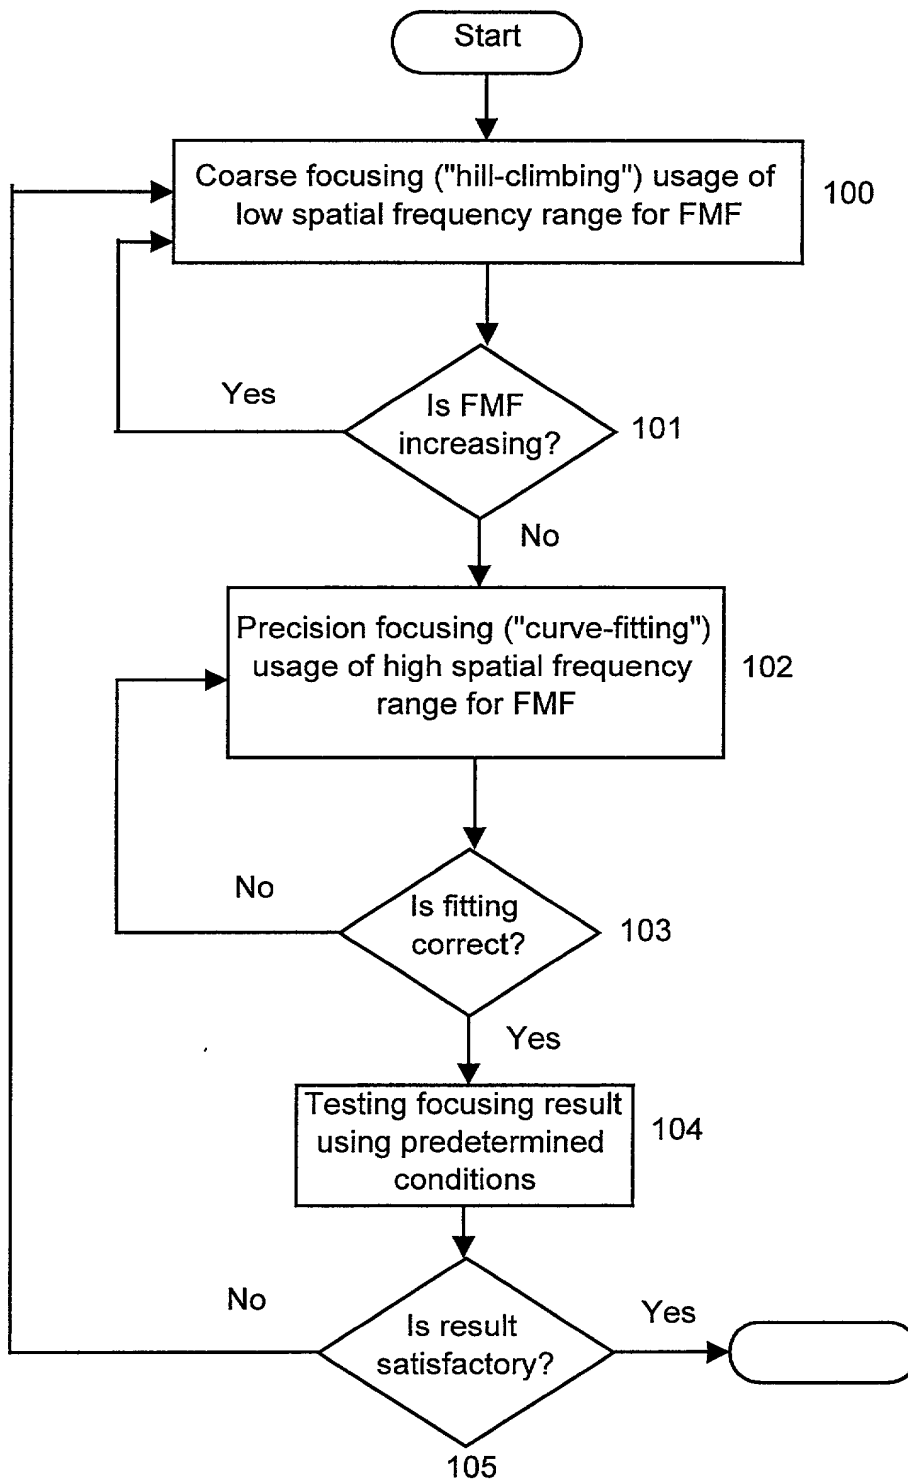 Start
Coarse focusing ("hill-climbing") usage of
low spatial frequency range for FMF
100
Yes
Is FMF
increasing?
101
No
Precision focusing ("curve-fitting")
usage of high spatial frequency
range for FMF
102
No
Is fitting
correct?
103
Yes
Testing focusing result
using predetermined
conditions
104
No
Is result
satisfactory?
Yes
105